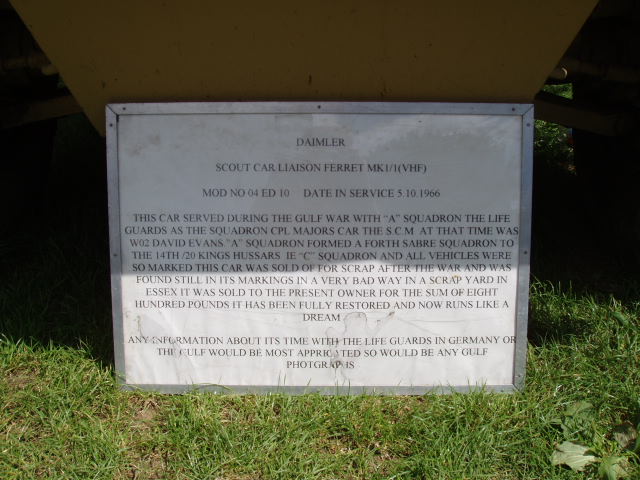 DAIMLER
SCOUT CAR LIAISON FERRET MK1/1(VHF)
MOD NO 04 ED 10 DATE IN SERVICE 5.10.1966
THIS CAR SERVED DURING THE GULF WAR WITH "A" SQUADRON THE LIFE
GUARDS AS THE SQUADRON CPL MAJORS CAR THE S.C.M AT THAT TIME WAS
W02 DAVID EVANS."A" SQUADRON FORMED A FORTH SABRE SQUADRON TO
THE 14TH /20 KINGS HUSSARS IE "C" SQUADRON AND ALL VEHICLES WERE
SO MARKED THIS CAR WAS SOLD OF FOR SCRAP AFTER THE WAR AND WAS
FOUND STILL IN ITS MARKINGS IN A VERY BAD WAY IN A SCRAP YARD IN
ESSEX IT WAS SOLD TO THE PRESENT OWNER FOR THE SUM OF EIGHT
HUNDRED POUNDS IT HAS BEEN FULLY RESTORED AND NOW RUNS LIKE A
DREAM
ANY INFORMATION ABOUT ITS TIME WITH THE LIFE GUARDS IN GERMANY OR
THE GULF WOULD BE MOST APPRICATED SO WOULD BE ANY GULF
PHOTGRAPHS